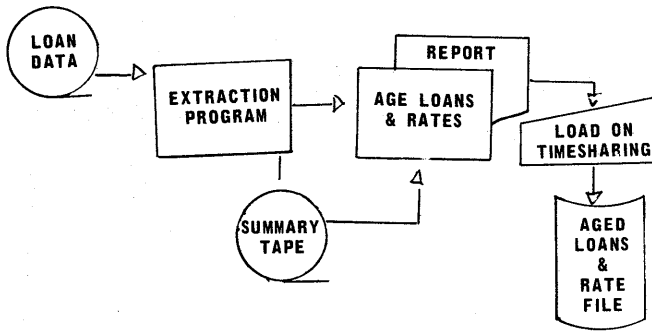 LOAN
DATA
EXTRACTION
PROGRAM
REPORT
AGE LOANS
& RATES
LOAD ON
TIMESHARING
SUMMARY
TAPE
AGED
LOANS
&
RATE
FILE